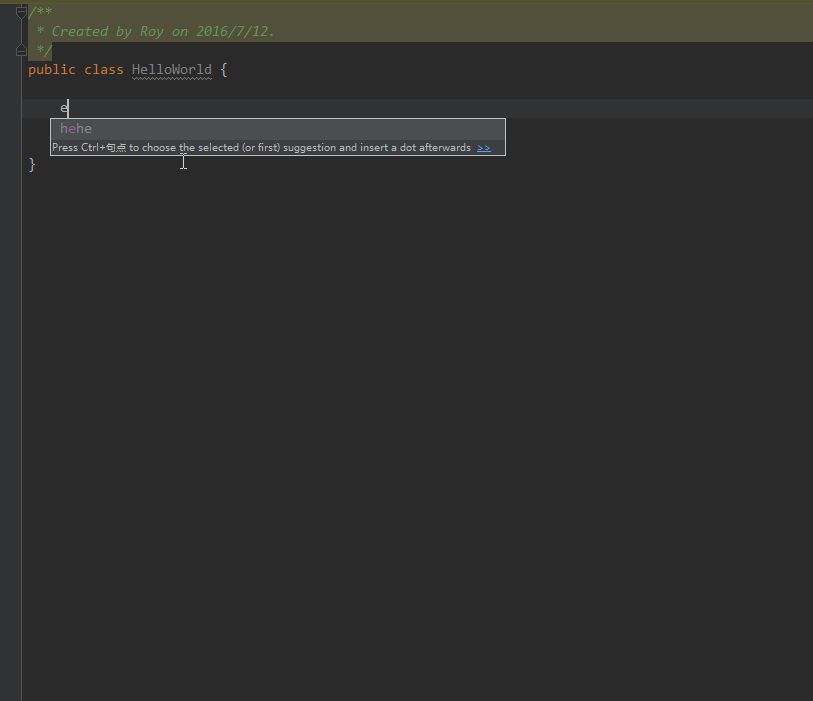 /**
 * Created by Roy on 2016/7/12.
 */
public class HelloWorld {
e
hehe
Press Ctrl+句点 to choose the selected (or first) suggestion and insert a dot afterwards >>
}